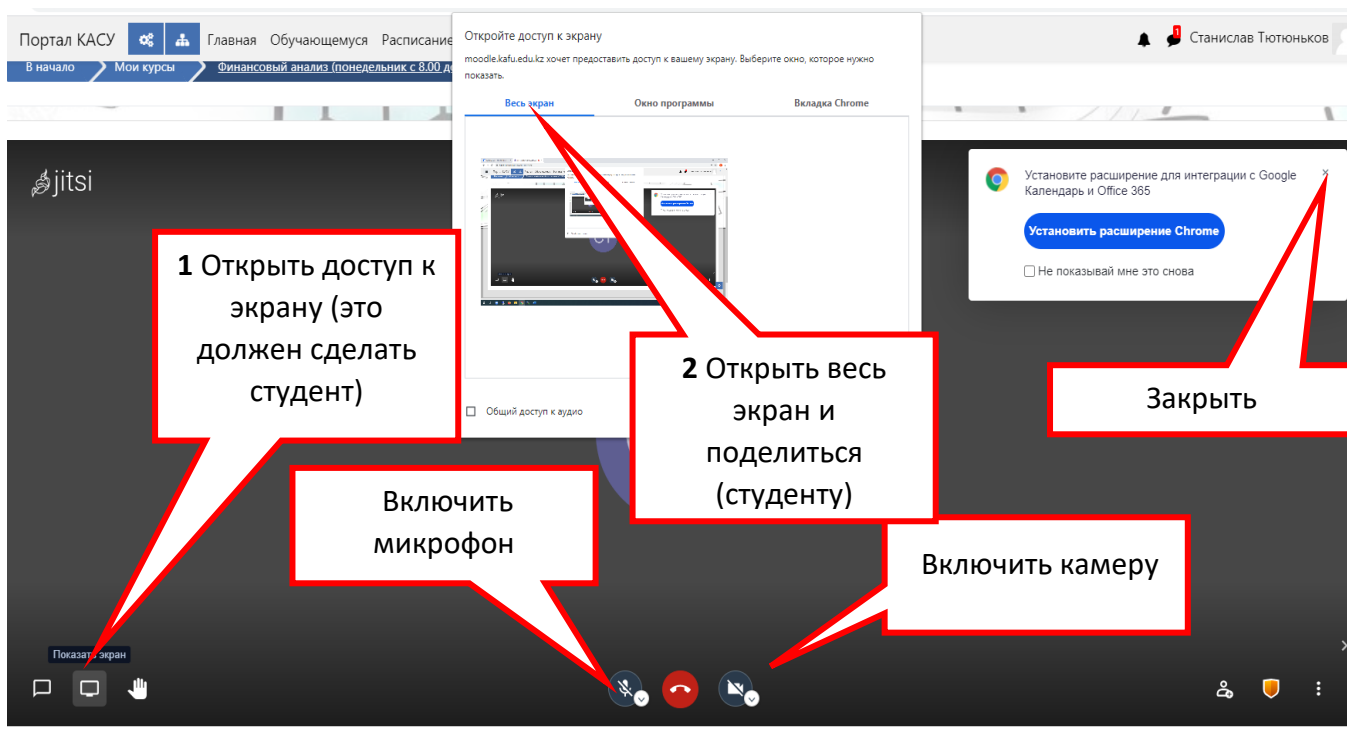 Портал КАСУ Главная Обучающемуся Расписание
Станислав Тютюньков
1
В начало Мои курсы Финансовый анализ (понедельник с 8.00 д
Откройте доступ к экрану
moodle.kafu.edu.kz хочет предоставить доступ к вашему экрану. Выберите окно, которое нужно
показать.
Весь экран Окно программы Вкладка Chrome
Общий доступ к аудио
jitsi
Установите расширение для интеграции с Google
Календарь и Office 365
Установить расширение Chrome
Не показывай мне это снова
1 Открыть доступ к
экрану (это
должен сделать
студент)
2 Открыть весь
экран и
поделиться
(студенту)
Закрыть
Включить
микрофон
Включить камеру
Показать экран